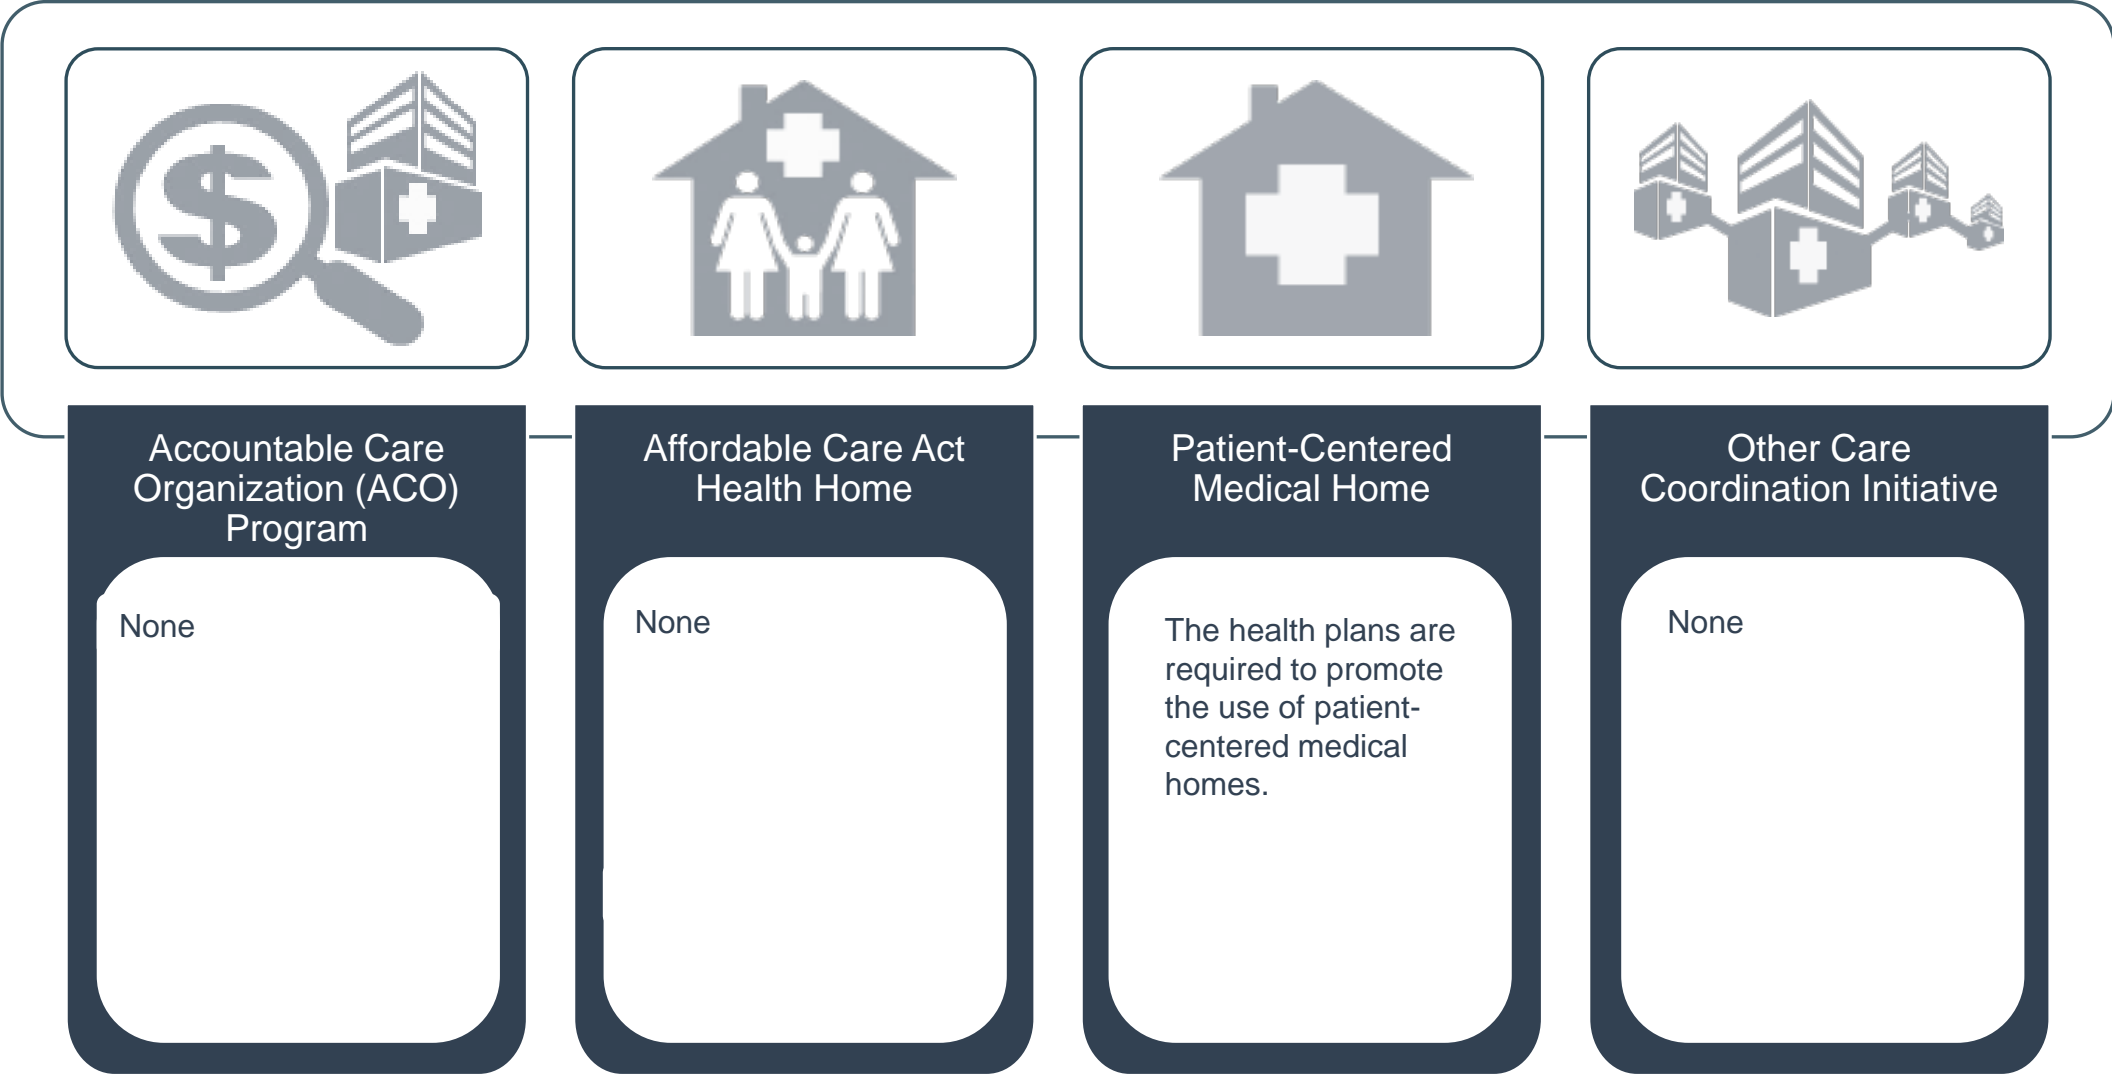 Accountable Care
Organization (ACO)
Program
None
Affordable Care Act
Health Home
None
Patient-Centered
Medical Home
The health plans are
required to promote
the use of patient-
centered medical
homes.
Other Care
Coordination Initiative
None